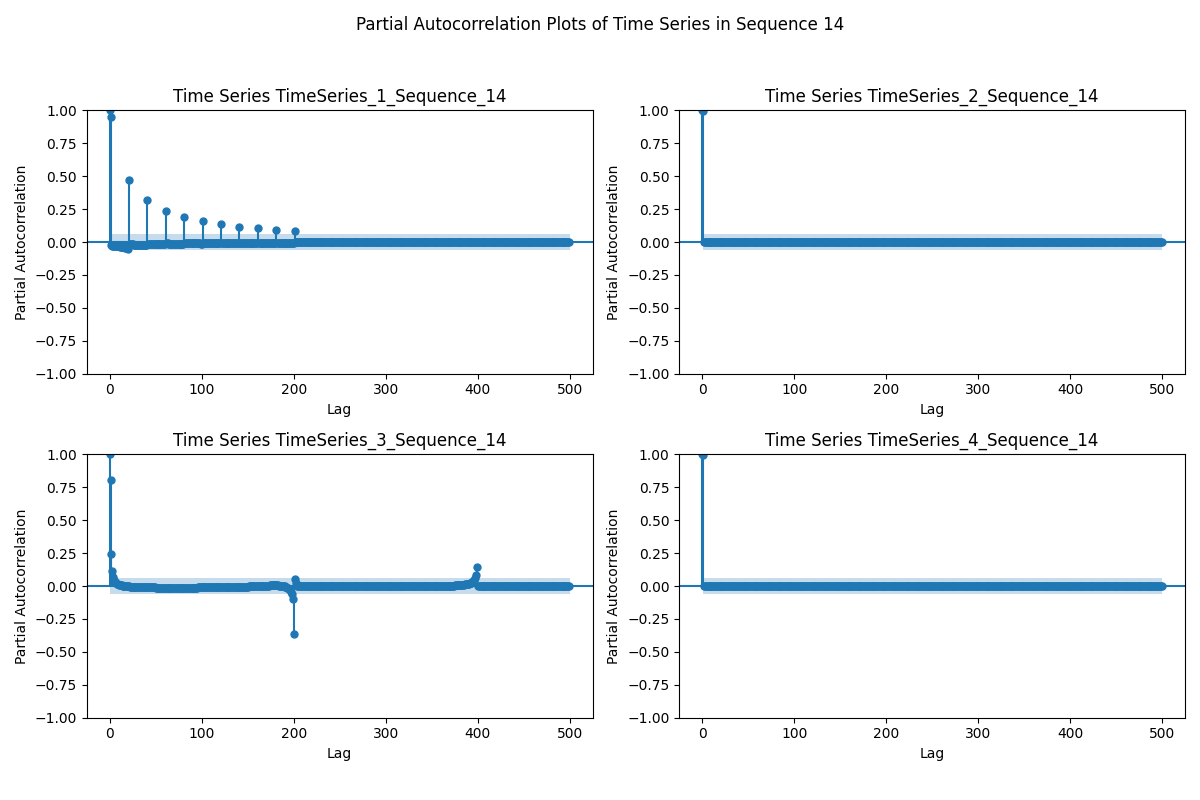 Partial Autocorrelation Plots of Time Series in Sequence 14
Time Series TimeSeries_1_Sequence_14
1.00
0.75
0.50
0.25
0.00
−0.25
−0.50
−0.75
−1.00
Partial Autocorrelation
0 100 200 300 400 500
Lag
Time Series TimeSeries_2_Sequence_14
1.00
0.75
0.50
0.25
0.00
−0.25
−0.50
−0.75
−1.00
Partial Autocorrelation
0 100 200 300 400 500
Lag
Time Series TimeSeries_3_Sequence_14
1.00
0.75
0.50
0.25
0.00
−0.25
−0.50
−0.75
−1.00
Partial Autocorrelation
0 100 200 300 400 500
Lag
Time Series TimeSeries_4_Sequence_14
1.00
0.75
0.50
0.25
0.00
−0.25
−0.50
−0.75
−1.00
Partial Autocorrelation
0 100 200 300 400 500
Lag